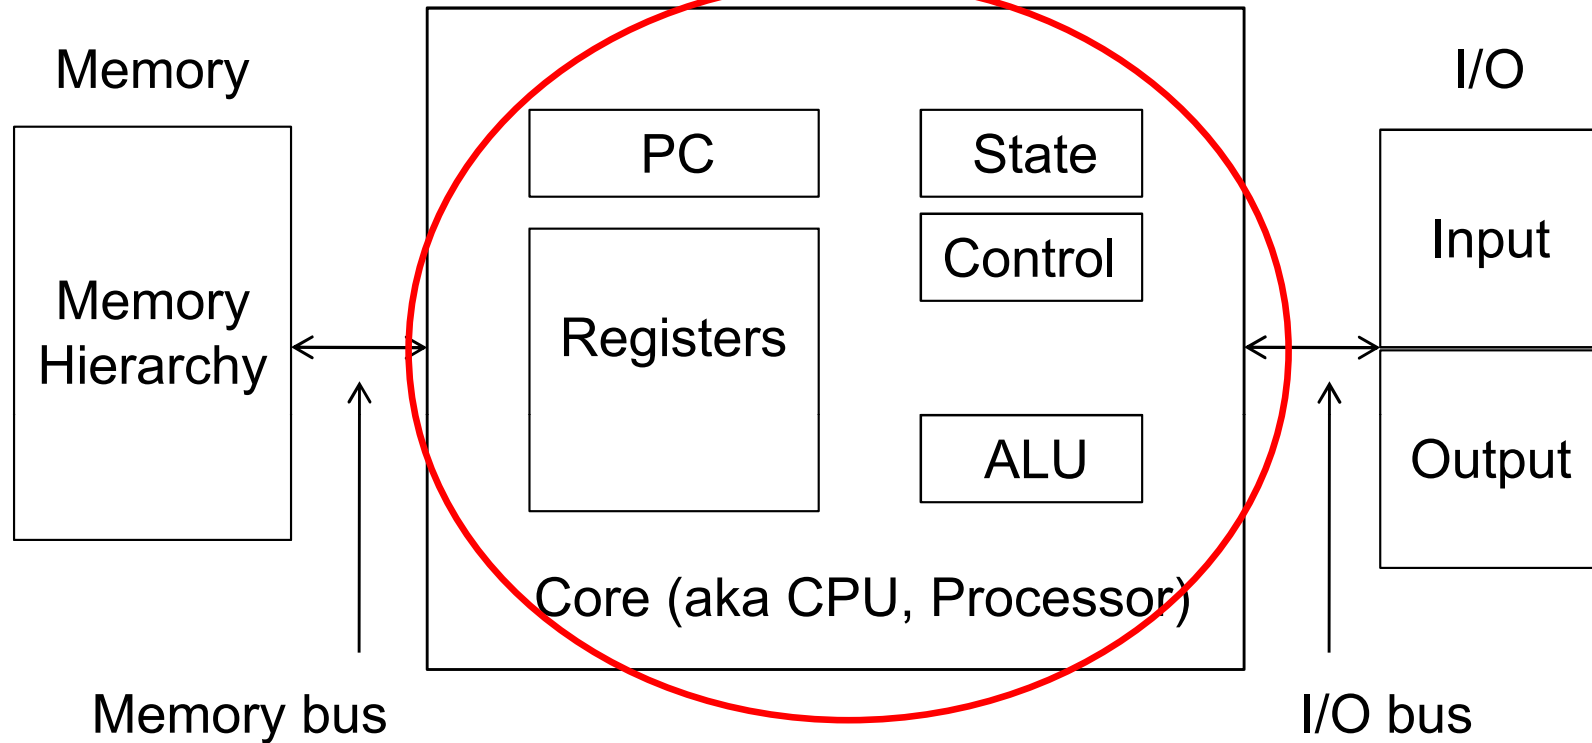 Memory
I/O
PC
State
Control
Input
Memory
Hierarchy
Registers
ALU
Output
Core (aka CPU, Processor)
Memory bus
I/O bus